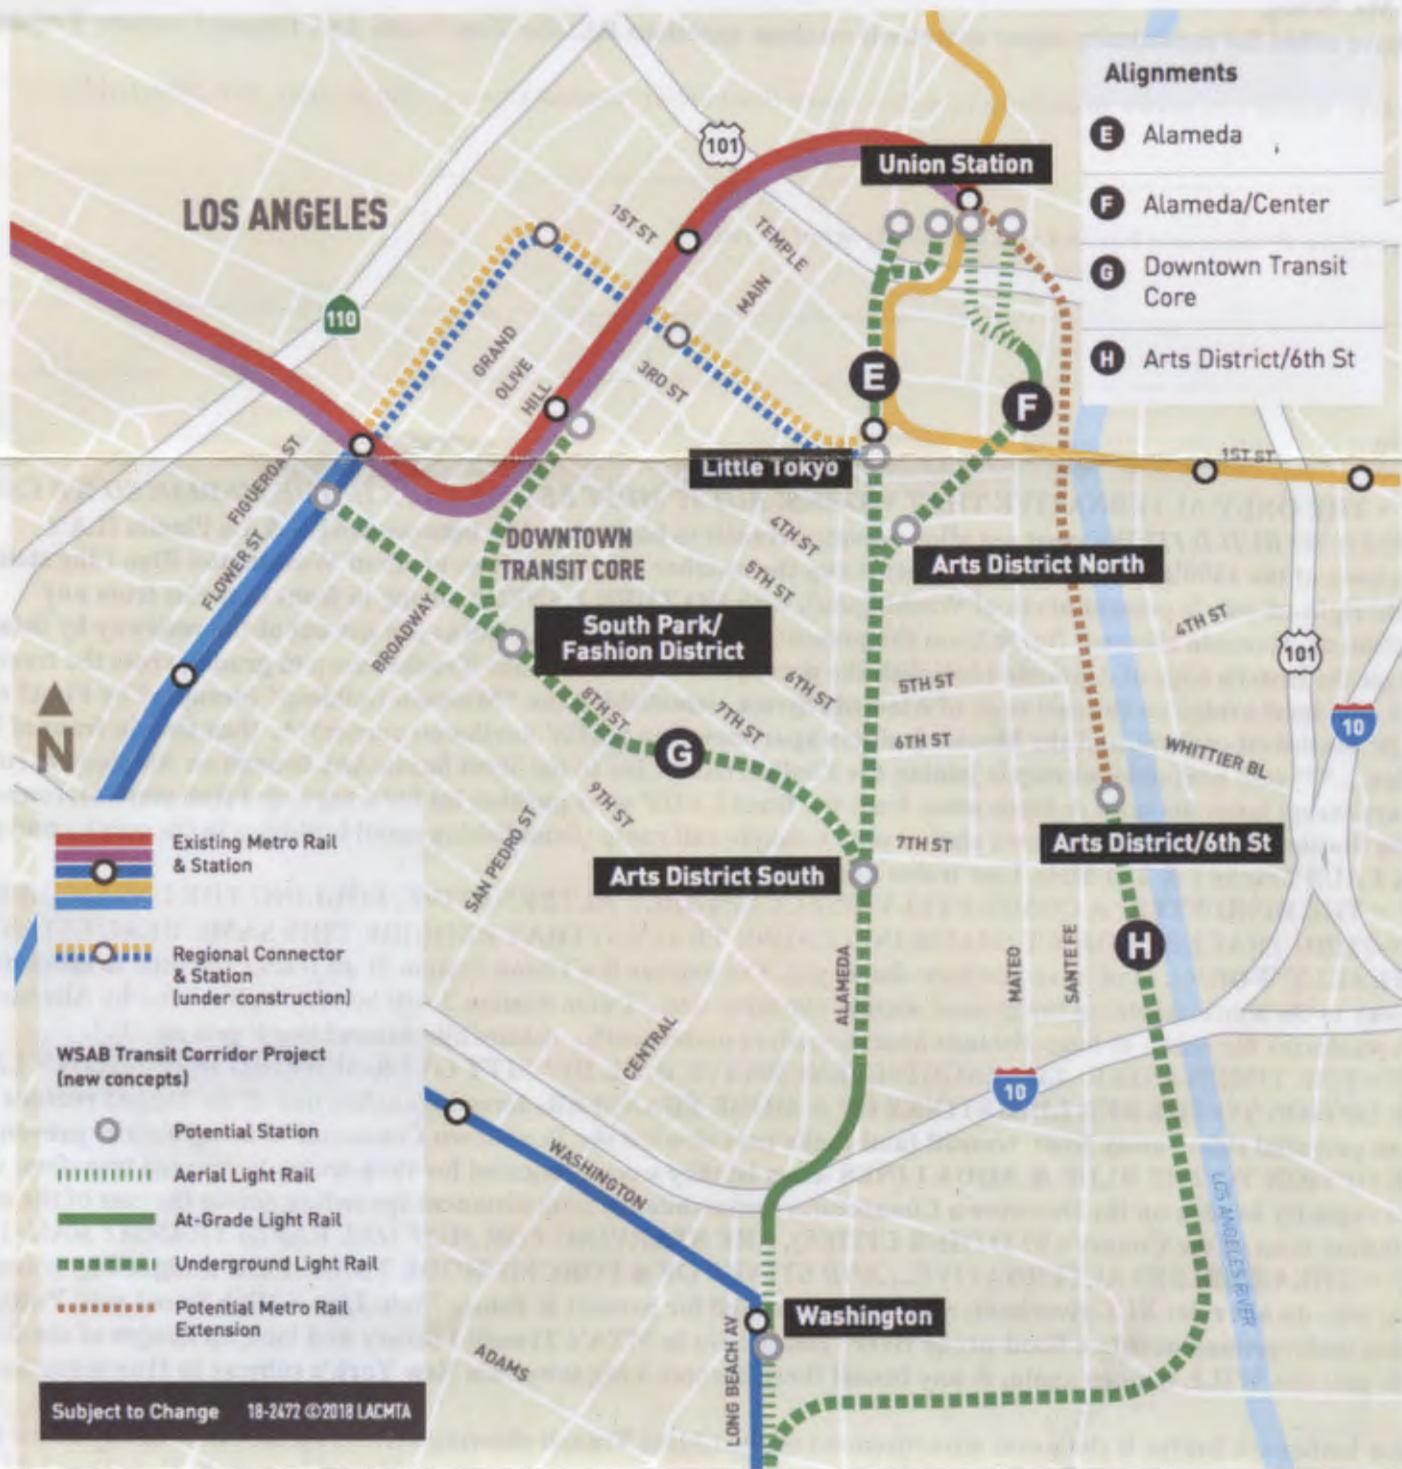 Alignments
E Alameda
F Alameda/Center
G Downtown Transit
Core
H Arts District/6th St
101
Union Station
LOS ANGELES
1ST ST
TEMPLE
MAIN
110
GRAND
OLIVE
HILL
3RD ST
E
F
Little Tokyo
1ST ST
FIGUEROA ST
FLOWER ST
DOWNTOWN
TRANSIT CORE
4TH ST
5TH ST
Arts District North
BROADWAY
South Park/
Fashion District
4TH ST
101
6TH ST
5TH ST
8TH ST
7TH ST
6TH ST
10
N
G
WHITTIER BL
9TH ST
SAN PEDRO ST
7TH ST
Arts District/6th St
Arts District South
H
ALAMEDA
MATEO
SANTE FE
CENTRAL
10
WASHINGTON
LOS ANGELES RIVER
Washington
LONG BEACH AV
ADAMS
Existing Metro Rail
& Station
Regional Connector
& Station
(under construction)
WSAB Transit Corridor Project
(new concepts)
Potential Station
Aerial Light Rail
At-Grade Light Rail
Underground Light Rail
Potential Metro Rail
Extension
Subject to Change 18-2472 ©2018 LACMTA